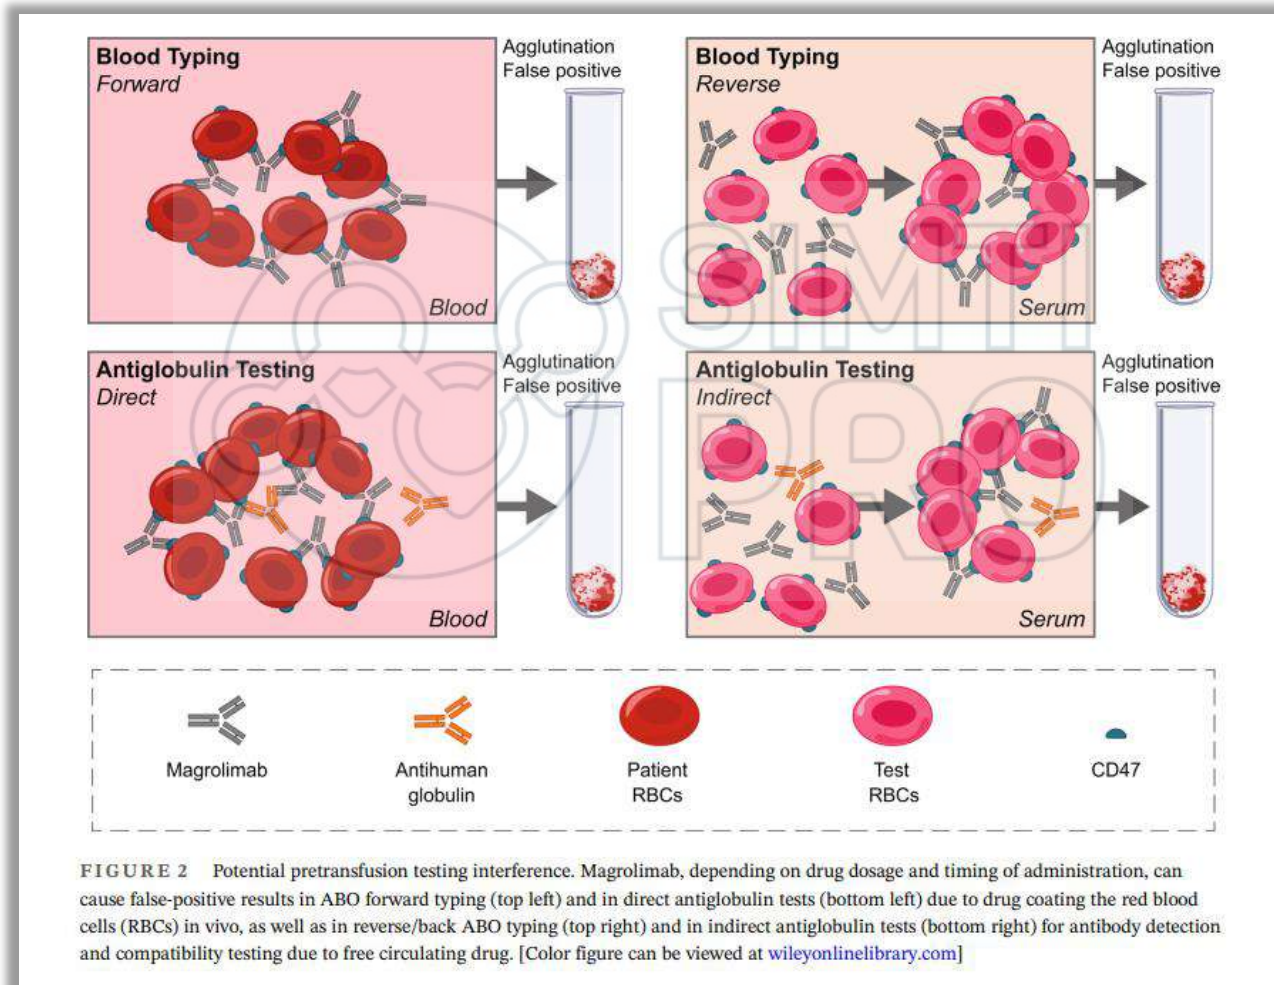 Blood Typing
Forward
Blood
Agglutination
False positive
Blood Typing
Reverse
Serum
Agglutination
False positive
Antiglobulin Testing
Direct
Blood
Agglutination
False positive
Antiglobulin Testing
Indirect
Serum
Agglutination
False positive
SIMTI
PRO
Magrolimab
Antihuman
globulin
Patient
RBCs
Test
RBCs
CD47
FIGURE 2 Potential pretransfusion testing interference. Magrolimab, depending on drug dosage and timing of administration, can
cause false-positive results in ABO forward typing (top left) and in direct antiglobulin tests (bottom left) due to drug coating the red blood
cells (RBCs) in vivo, as well as in reverse/back ABO typing (top right) and in indirect antiglobulin tests (bottom right) for antibody detection
and compatibility testing due to free circulating drug. [Color figure can be viewed at wileyonlinelibrary.com]